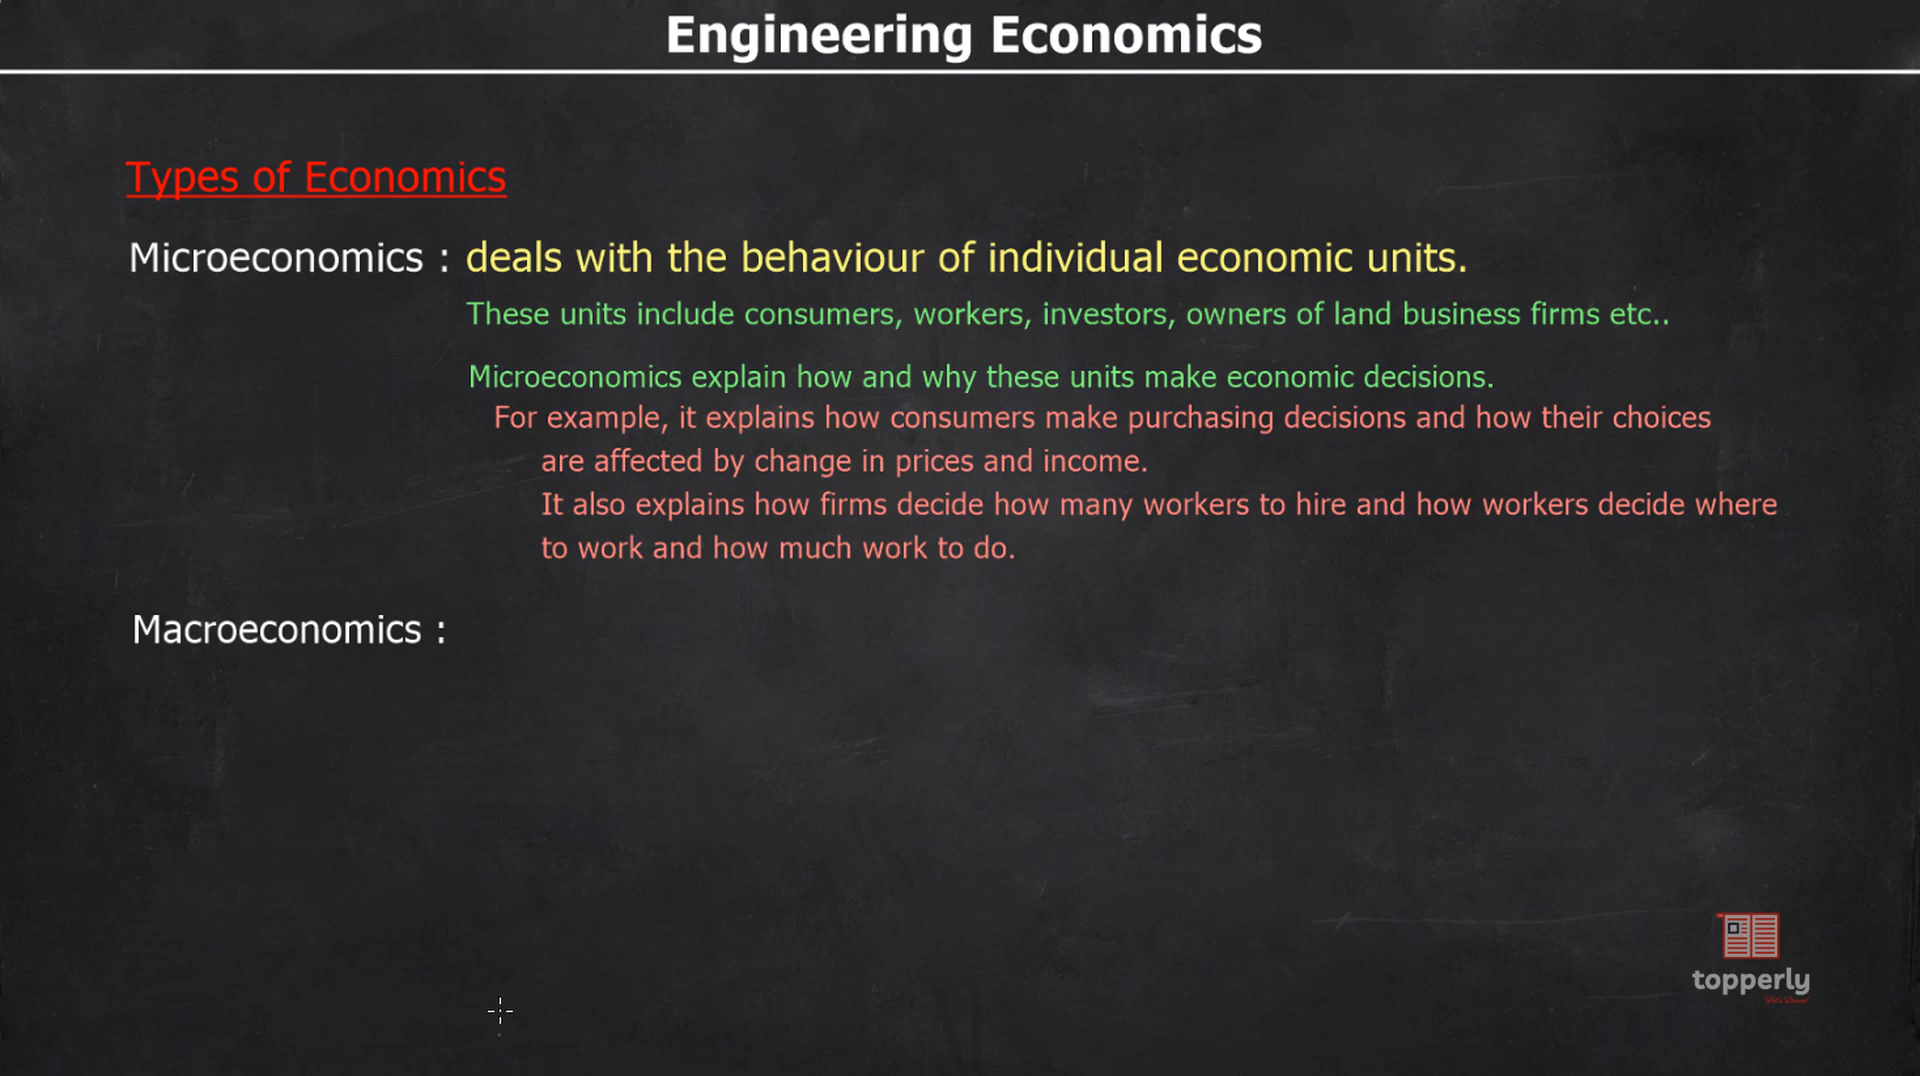 Engineering Economics
Types of Economics
Microeconomics : deals with the behaviour of individual economic units.
These units include consumers, workers, investors, owners of land business firms etc..
Microeconomics explain how and why these units make economic decisions.
For example, it explains how consumers make purchasing decisions and how their choices
are affected by change in prices and income.
It also explains how firms decide how many workers to hire and how workers decide where
to work and how much work to do.
Macroeconomics :
topperly